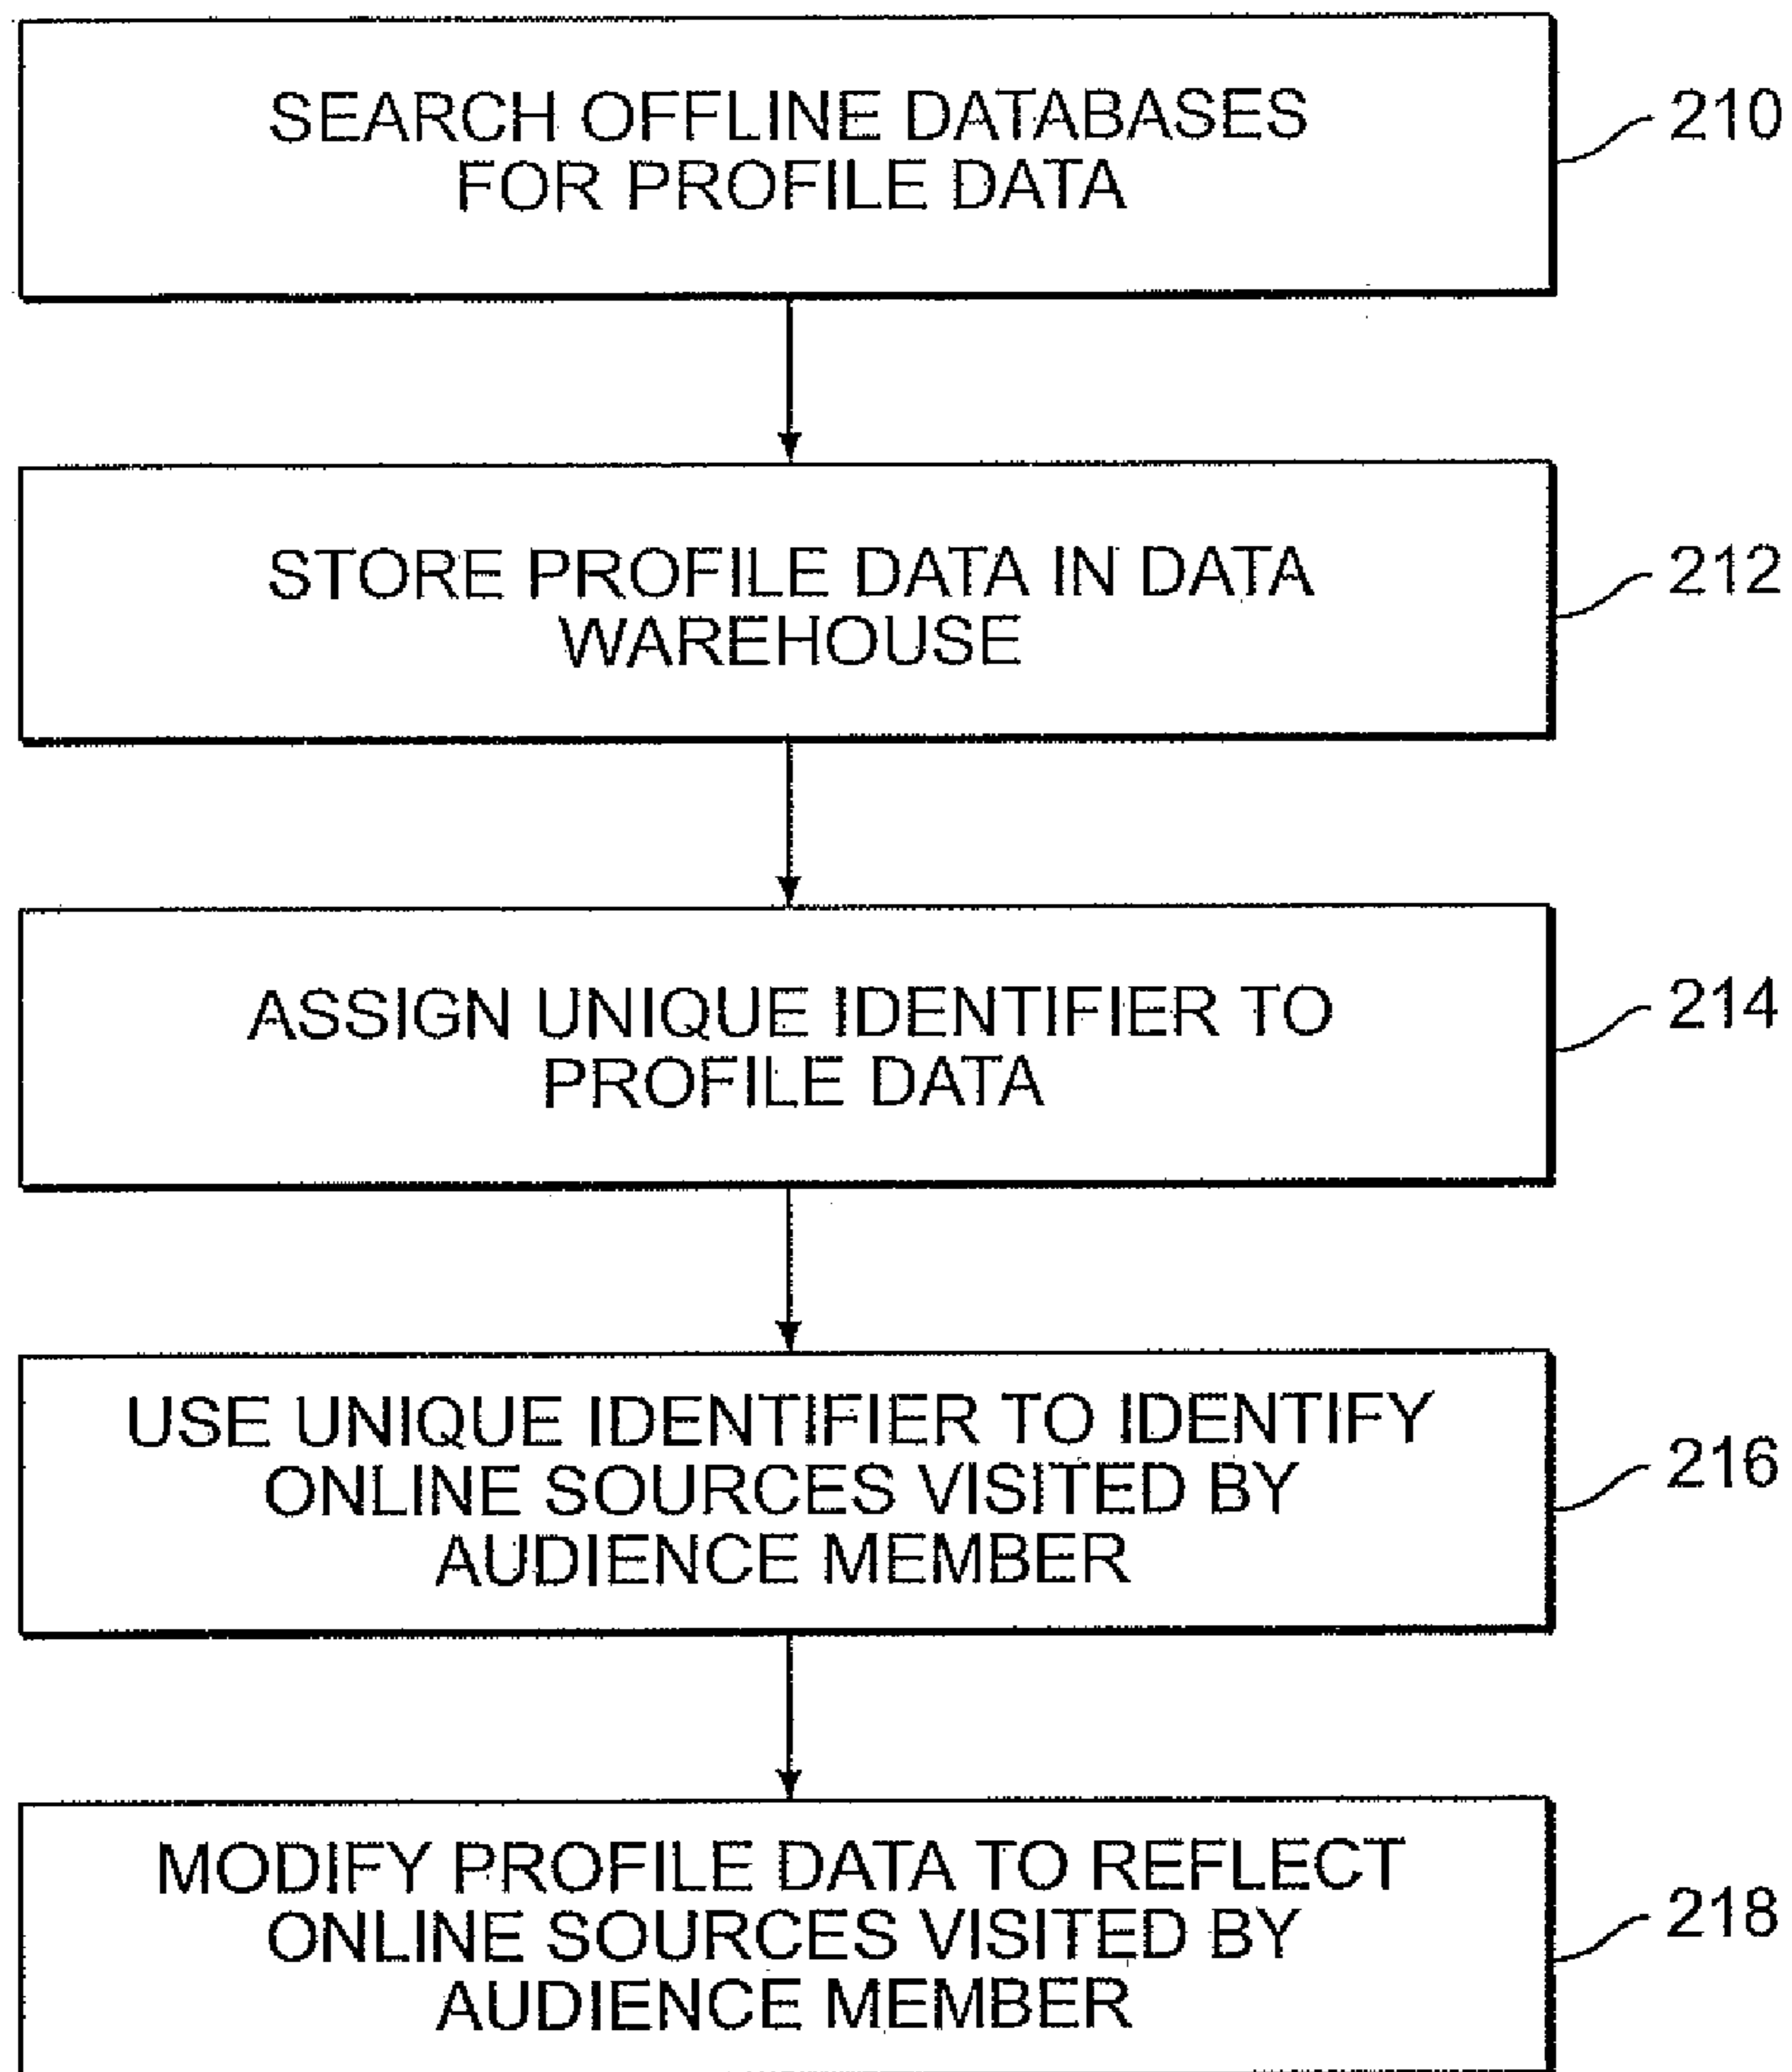 SEARCH OFFLINE DATABASES
FOR PROFILE DATA
210
STORE PROFILE DATA IN DATA
WAREHOUSE
212
ASSIGN UNIQUE IDENTIFIER TO
PROFILE DATA
214
USE UNIQUE IDENTIFIER TO IDENTIFY
ONLINE SOURCES VISITED BY
AUDIENCE MEMBER
216
MODIFY PROFILE DATA TO REFLECT
ONLINE SOURCES VISITED BY
AUDIENCE MEMBER
218